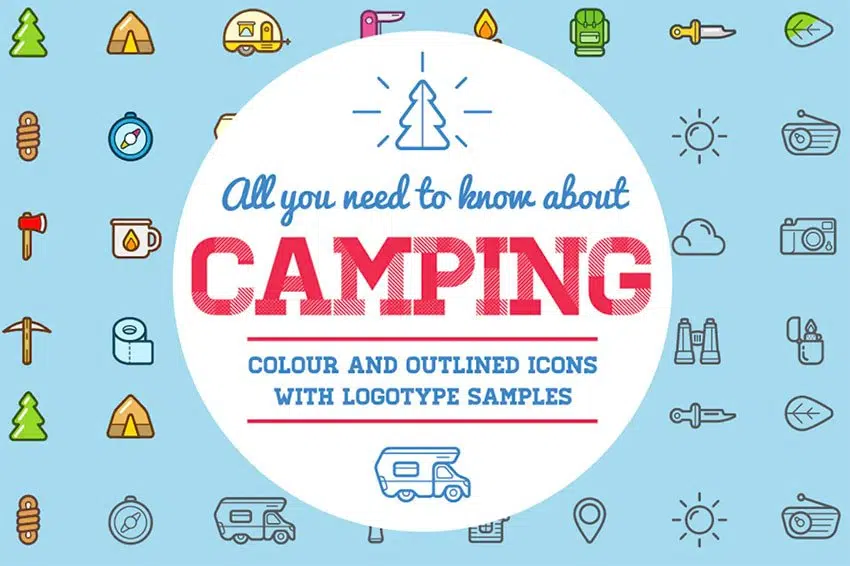 All you need to know about
CAMPING
COLOUR AND OUTLINED ICONS
WITH LOGOTYPE SAMPLES